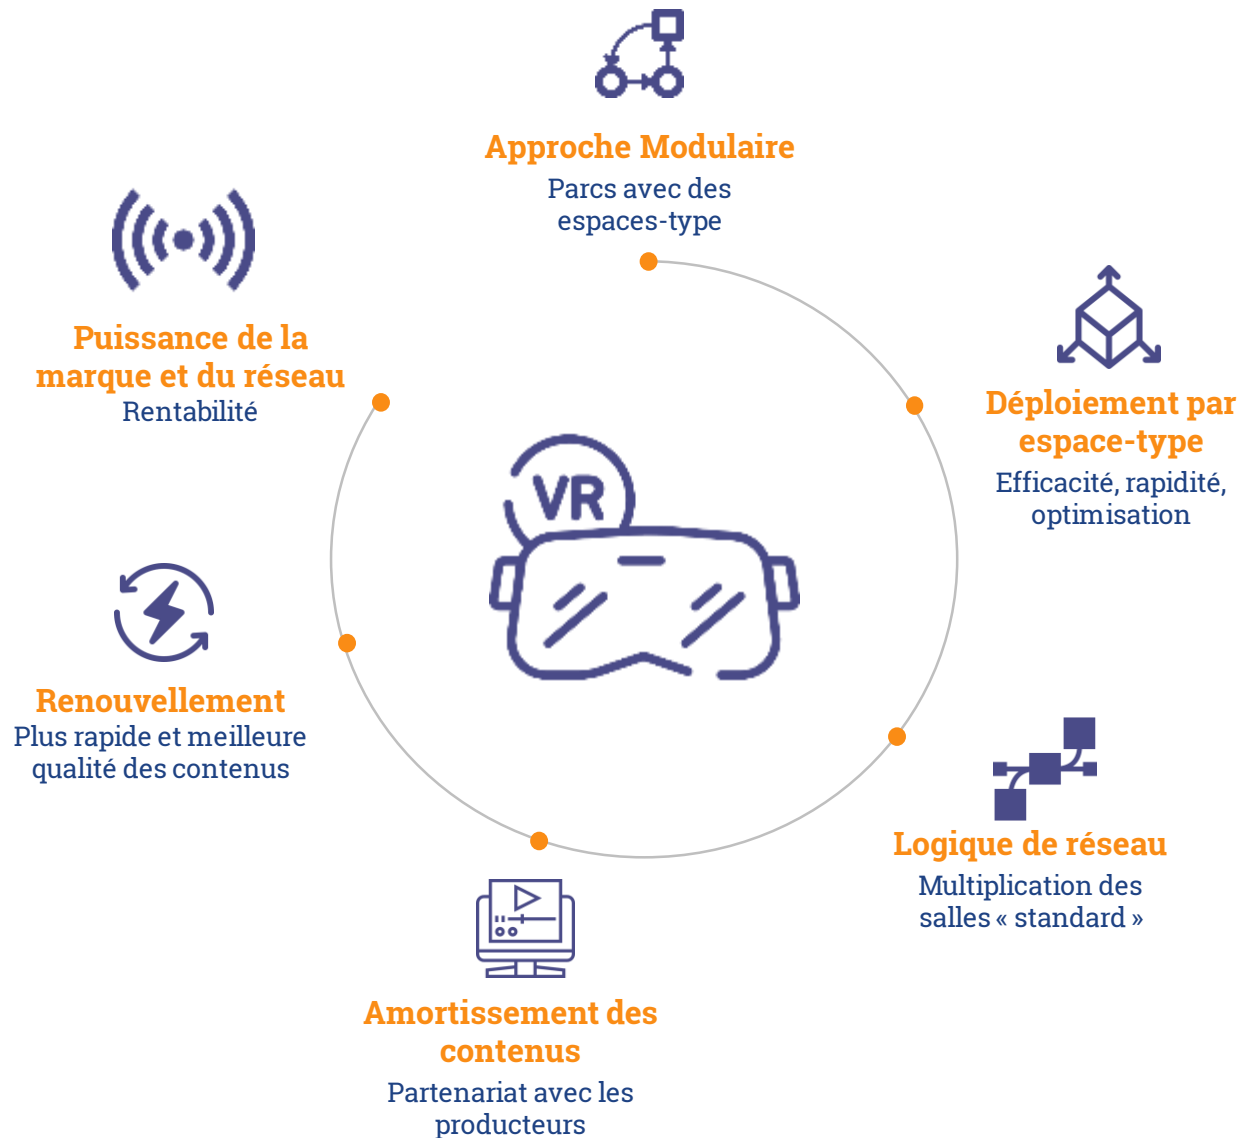 Approche Modulaire
Parcs avec des
espaces-type
Déploiement par
espace-type
Efficacité, rapidité,
optimisation
Logique de réseau
Multiplication des
salles « standard »
Amortissement des
contenus
Partenariat avec les
producteurs
Renouvellement
Plus rapide et meilleure
qualité des contenus
Puissance de la
marque et du réseau
Rentabilité
VR